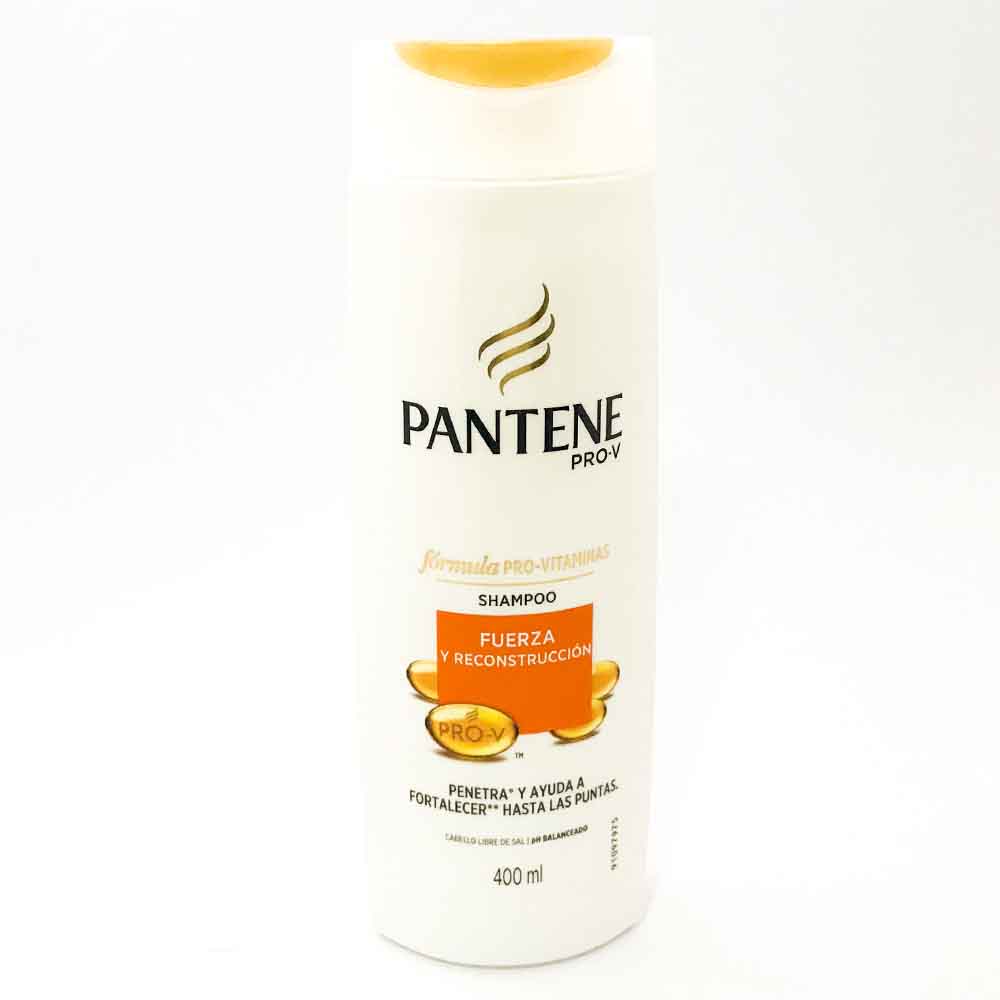 PANTENE
PRO-V
fórmula PRO-VITAMINAS
SHAMPOO
FUERZA
Y RECONSTRUCCIÓN
PRO-V
TM
PENETRA* Y AYUDA A
FORTALECER** HASTA LAS PUNTAS.
CABELLO LIBRE DE SAL | pH BALANCEADO
400 ml
91097975